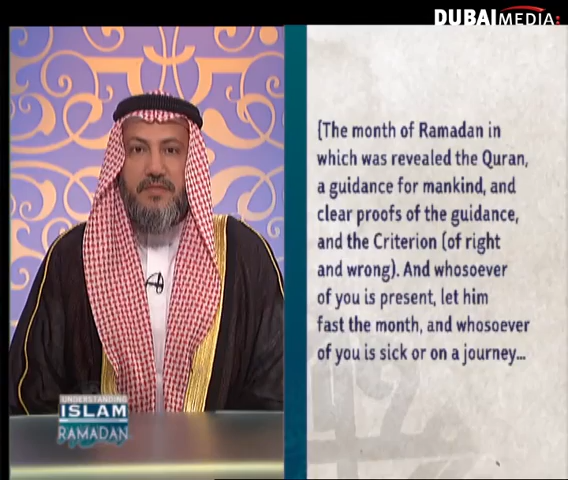 DUBAI MEDIA
{The month of Ramadan in
which was revealed the Quran,
a guidance for mankind, and
clear proofs of the guidance,
and the Criterion (of right
and wrong). And whosoever
of you is present, let him
fast the month, and whosoever
of you is sick or on a journey...
UNDERSTANDING
ISLAM
RAMADAN